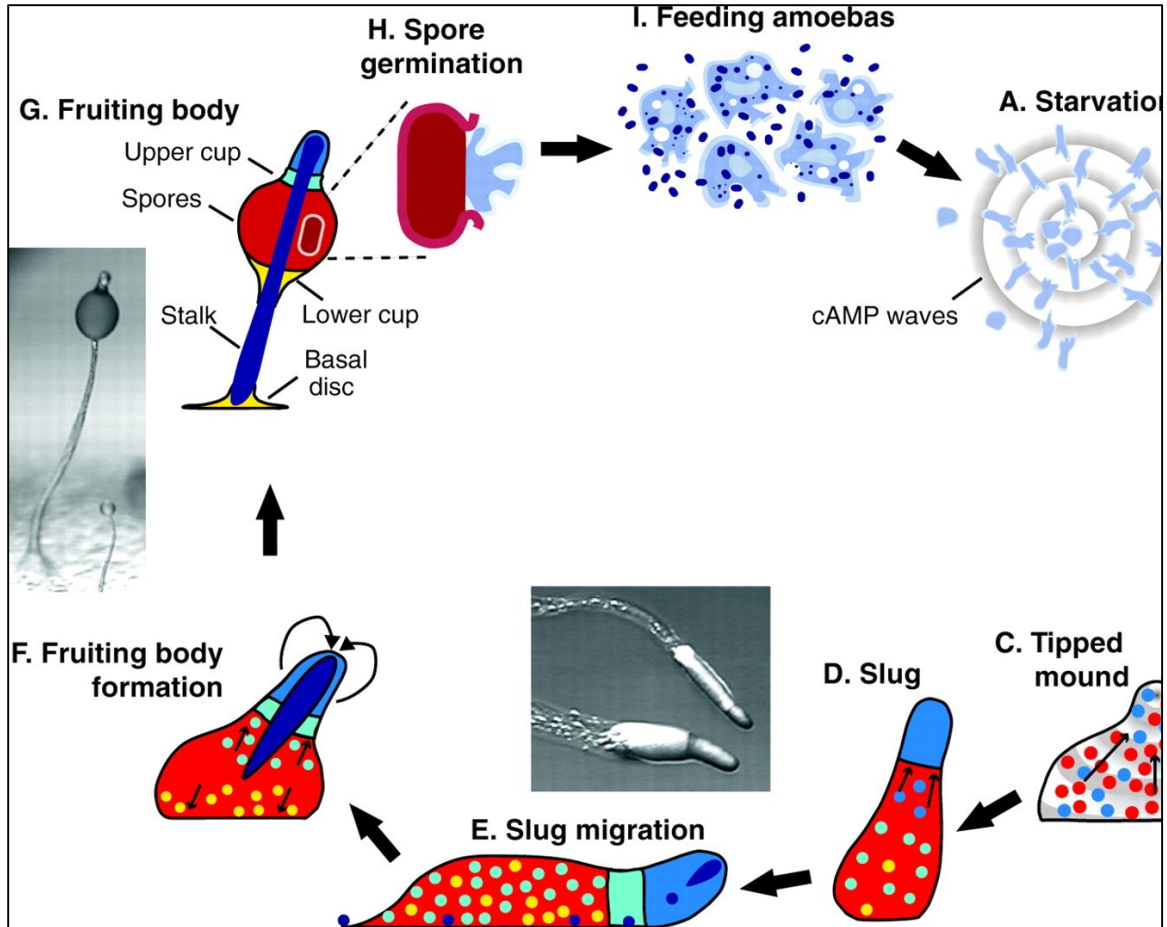 I. Feeding amoebas
H. Spore
germination
G. Fruiting body
A. Starvation
Upper cup
Spores
cAMP waves
Stalk
Lower cup
Basal
disc
F. Fruiting body
formation
C. Tipped
mound
D. Slug
E. Slug migration